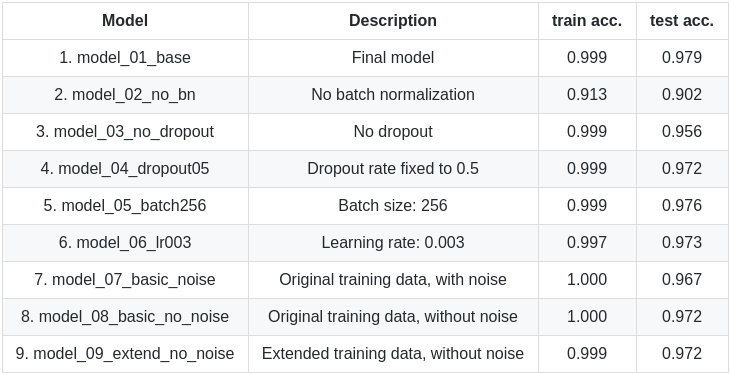 Model Description train acc. test acc.
1. model_01_base Final model 0.999 0.979
2. model_02_no_bn No batch normalization 0.913 0.902
3. model_03_no_dropout No dropout 0.999 0.956
4. model_04_dropout05 Dropout rate fixed to 0.5 0.999 0.972
5. model_05_batch256 Batch size: 256 0.999 0.976
6. model_06_lr003 Learning rate: 0.003 0.997 0.973
7. model_07_basic_noise Original training data, with noise 1.000 0.967
8. model_08_basic_no_noise Original training data, without noise 1.000 0.972
9. model_09_extend_no_noise Extended training data, without noise 0.999 0.972